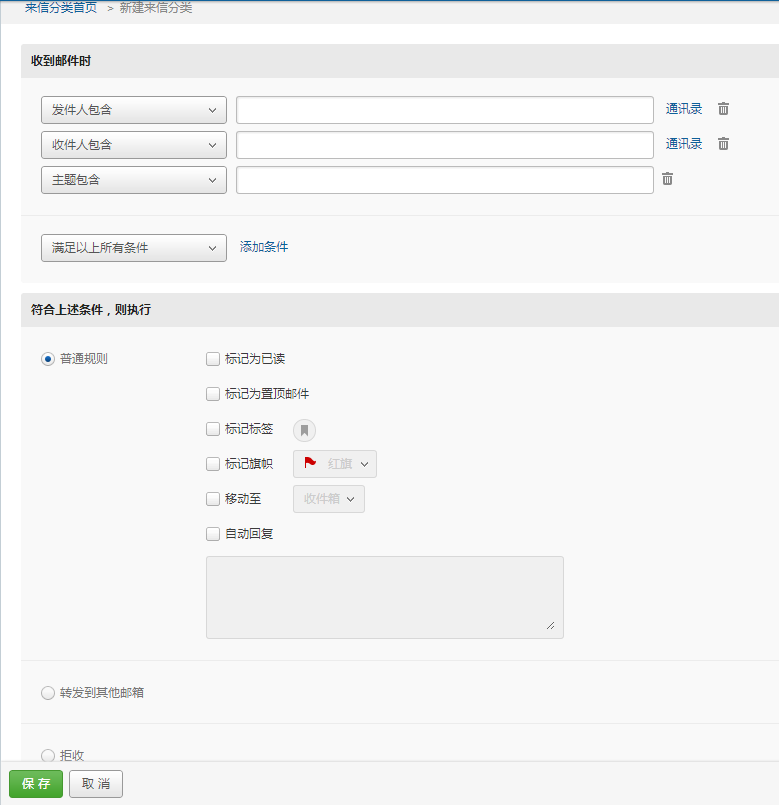 来信分类首页 > 新建来信分类
收到邮件时
发件人包含 通讯录
收件人包含 通讯录
主题包含
满足以上所有条件 添加条件
符合上述条件，则执行
普通规则 标记为已读
标记为置顶邮件
标记标签
标记旗帜 红旗
移动至 收件箱
自动回复
转发到其他邮箱
拒收
保 存 取 消